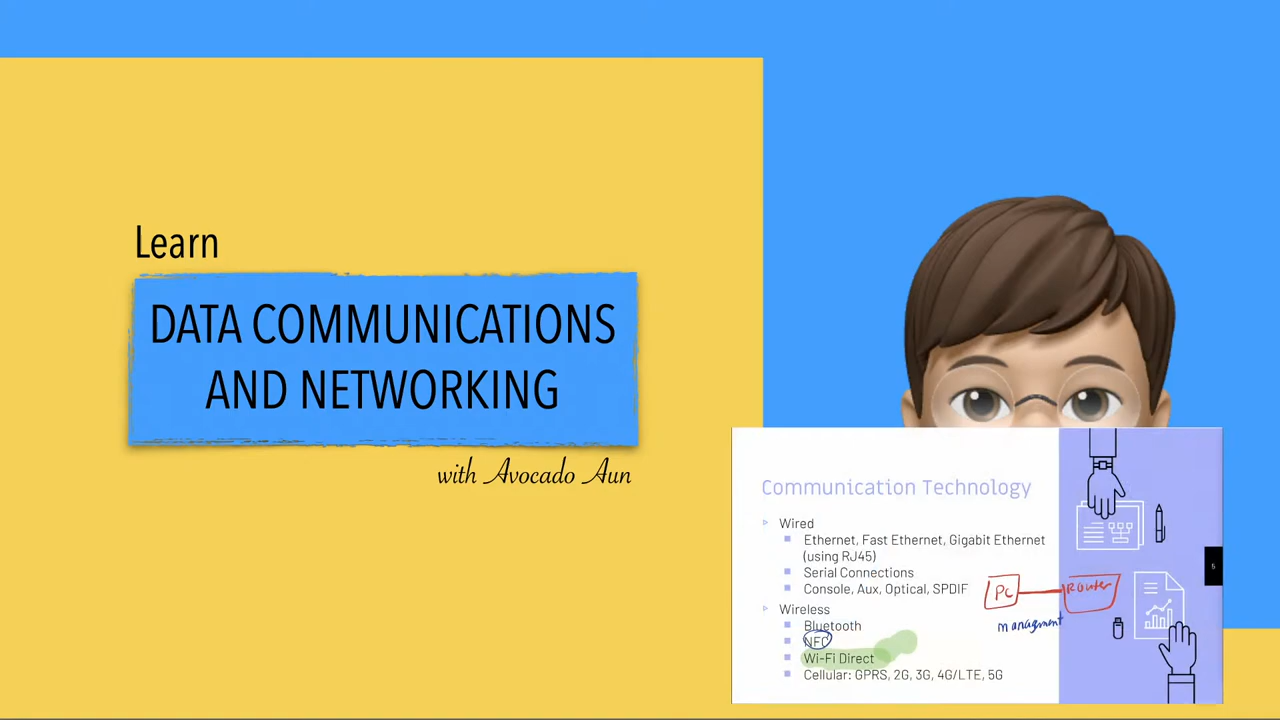 Learn
DATA COMMUNICATIONS
AND NETWORKING
with Avocado Aun
Communication Technology
Wired
Ethernet, Fast Ethernet, Gigabit Ethernet
(using RJ45)
Serial Connections
Console, Aux, Optical, SPDIF
PC
Router
managment
Wireless
Bluetooth
NFC
Wi-Fi Direct
Cellular: GPRS, 2G, 3G, 4G/LTE, 5G
5